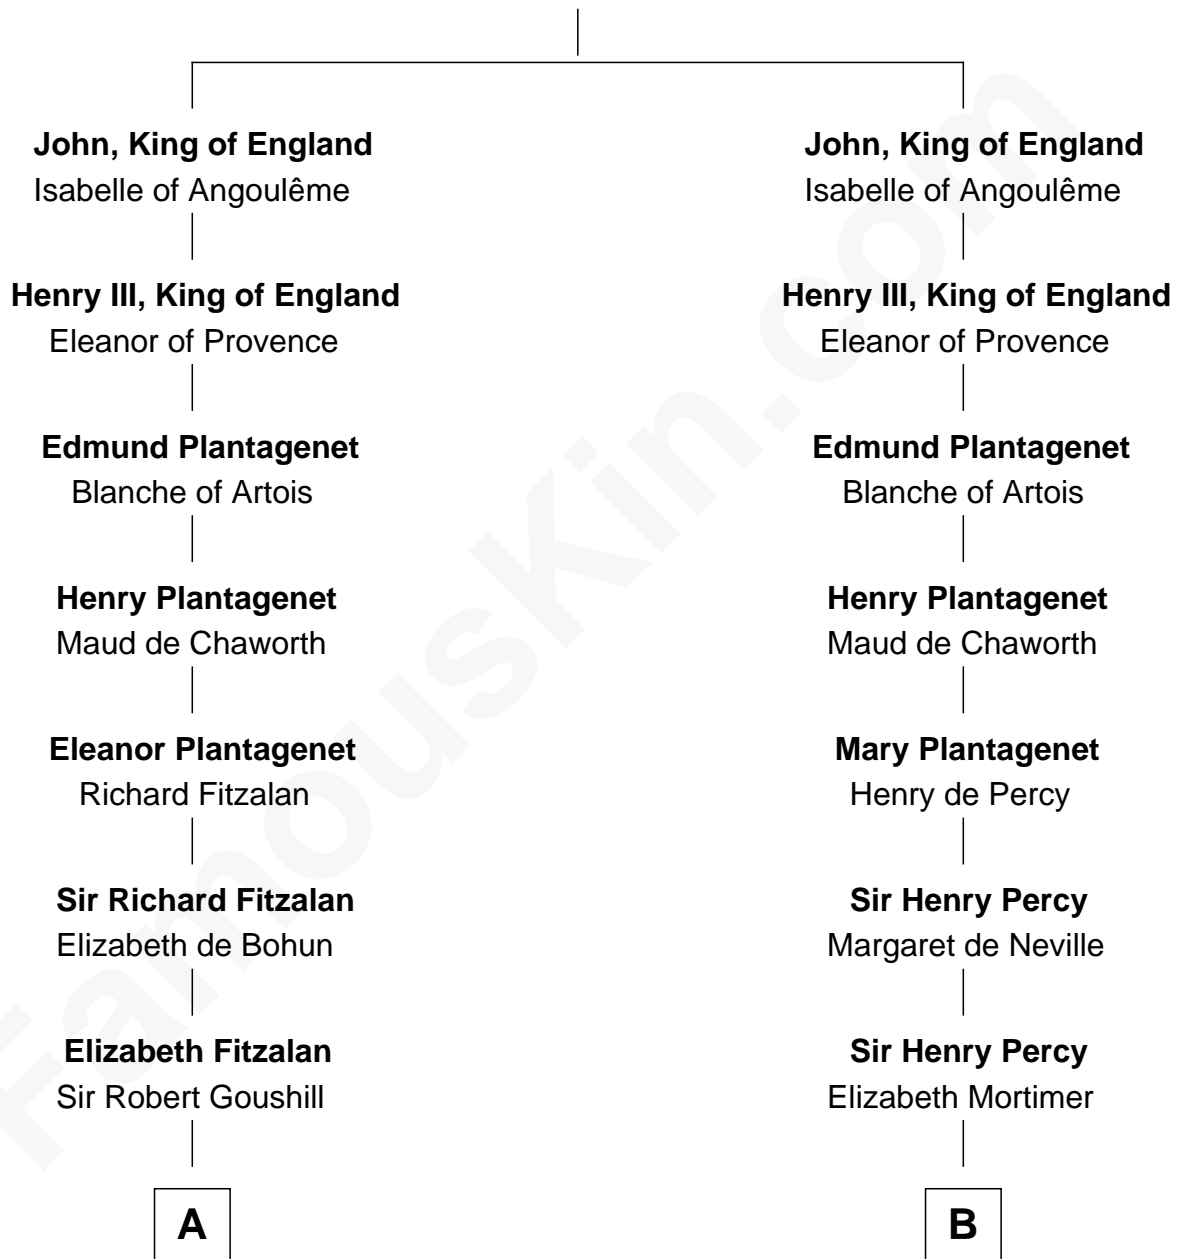 John, King of England
Isabelle of Angoulême
Henry III, King of England
Eleanor of Provence
Edmund Plantagenet
Blanche of Artois
Henry Plantagenet
Maud de Chaworth
Eleanor Plantagenet
Richard Fitzalan
Sir Richard Fitzalan
Elizabeth de Bohun
Elizabeth Fitzalan
Sir Robert Goushill
A
John, King of England
Isabelle of Angoulême
Henry III, King of England
Eleanor of Provence
Edmund Plantagenet
Blanche of Artois
Henry Plantagenet
Maud de Chaworth
Mary Plantagenet
Henry de Percy
Sir Henry Percy
Margaret de Neville
Sir Henry Percy
Elizabeth Mortimer
B
FamousKin.com